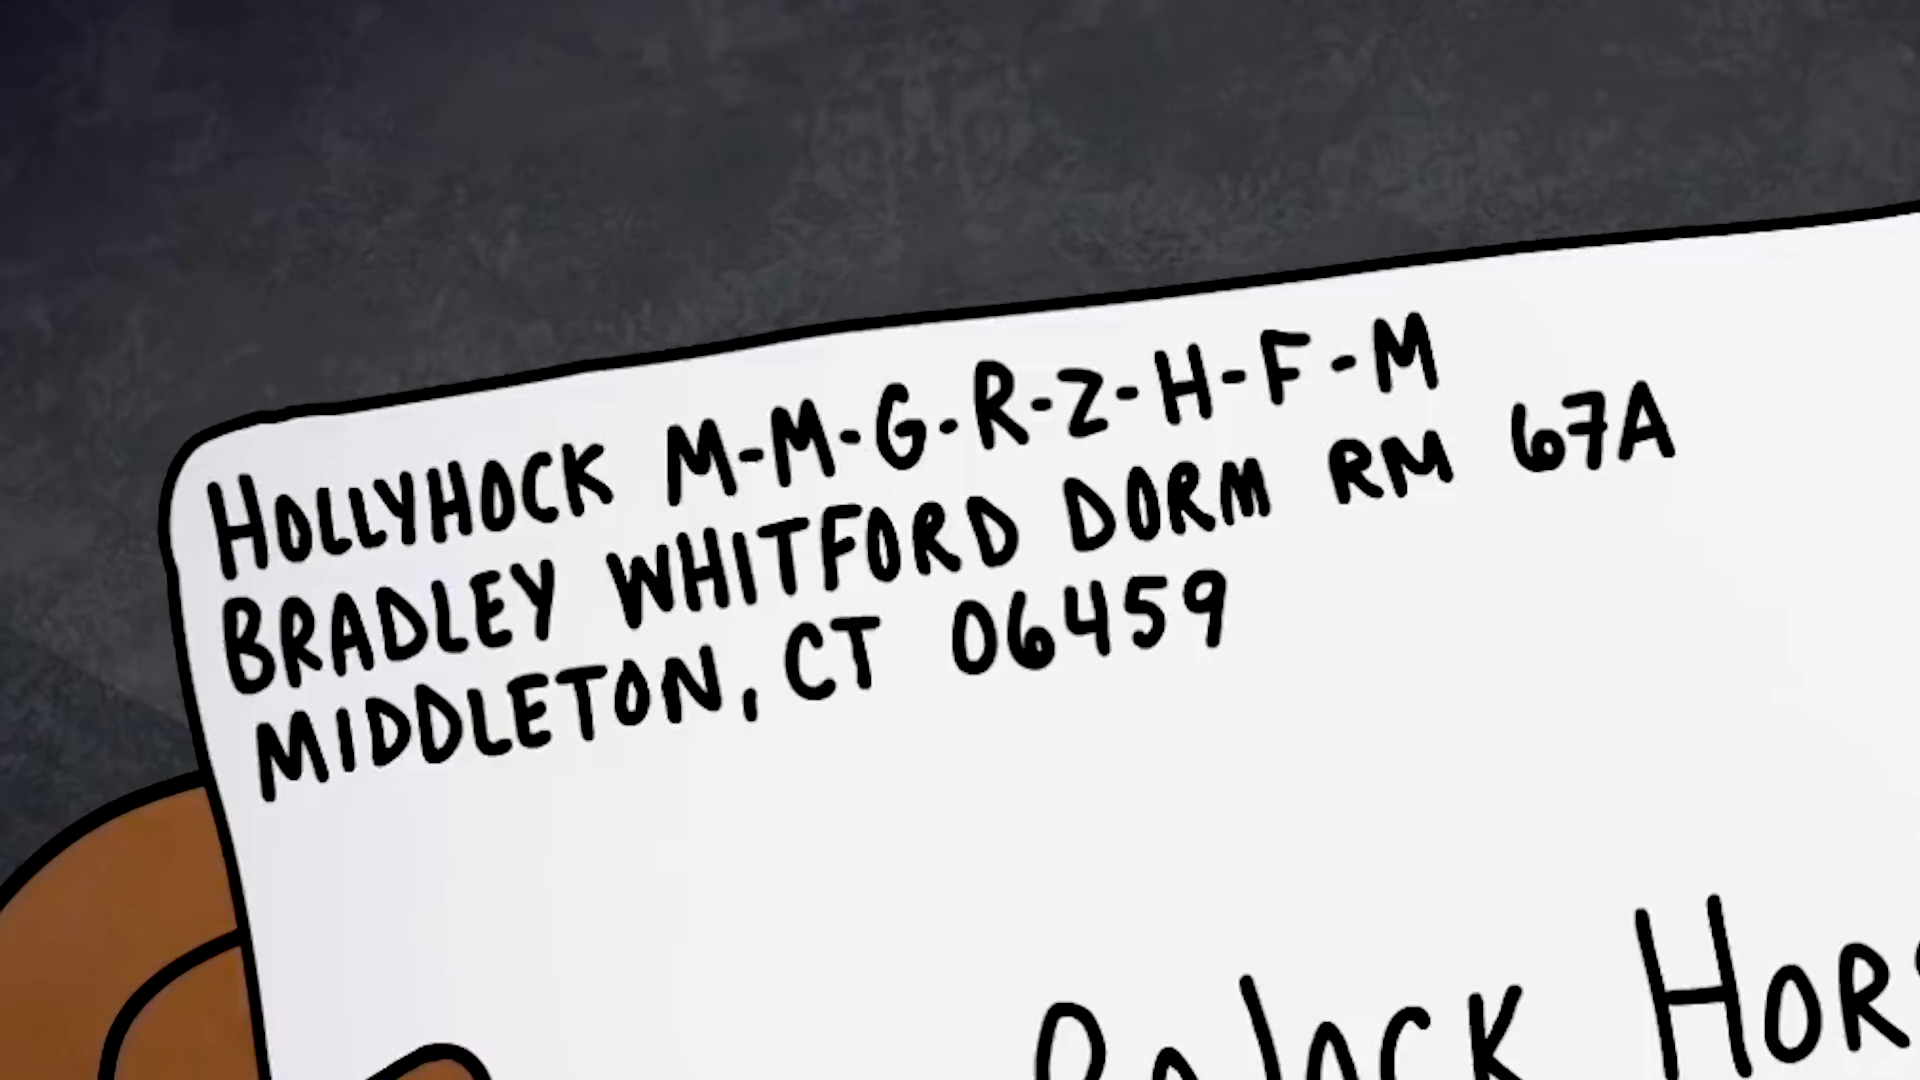 HOLLYHOCK M-M-G-R-Z-H-F-M
BRADLEY WHITFORD DORM RM 67A
MIDDLETON, CT 06459